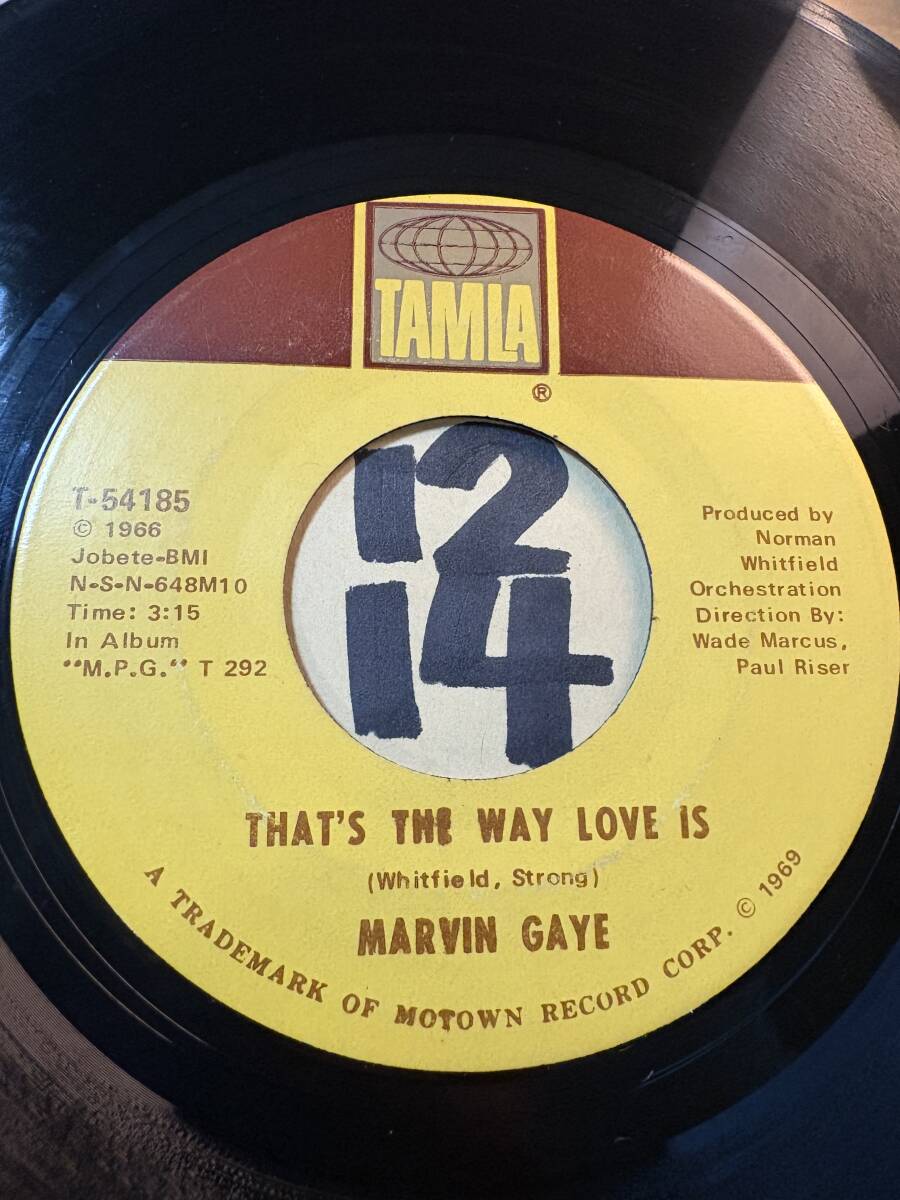 TAMLA
®
T-54185
© 1966
Jobete-BMI
N-S-N-648M10
Time: 3:15
In Album
"M.P.G." T 292
12
14
Produced by
Norman
Whitfield
Orchestration
Direction By:
Wade Marcus,
Paul Riser
THAT'S THE WAY LOVE IS
(Whitfield, Strong)
MARVIN GAYE
A TRADEMARK OF MOTOWN RECORD CORP. © 1969